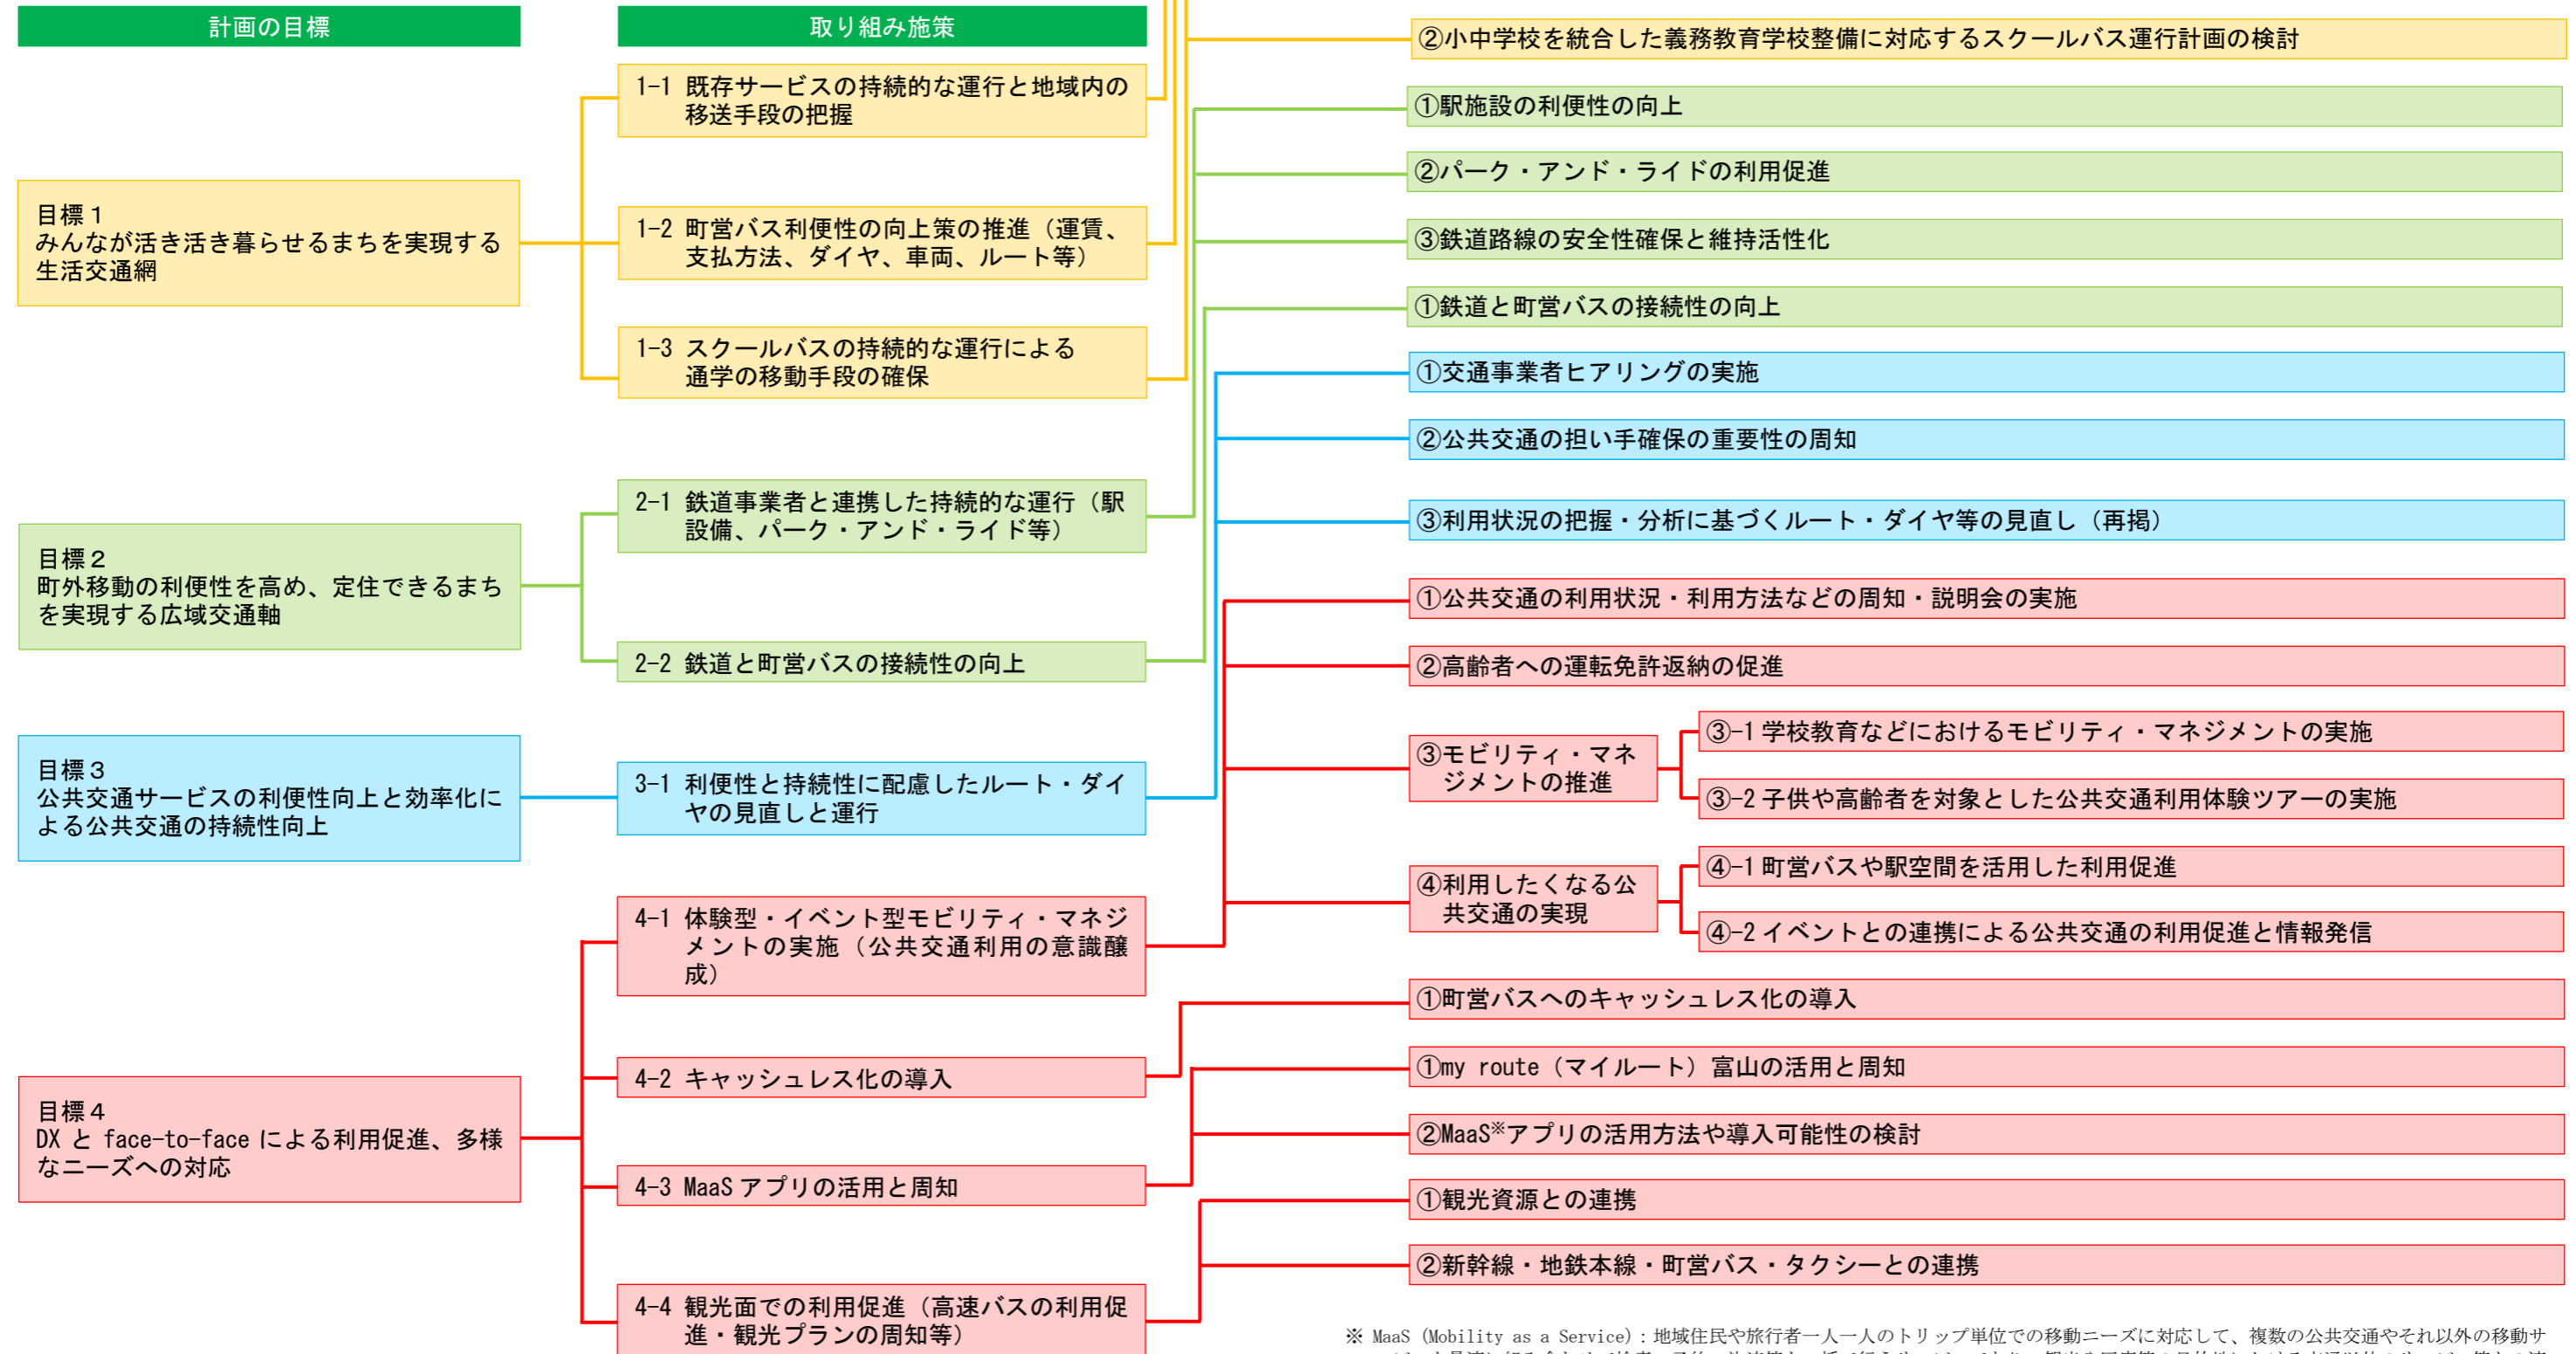 計画の目標
取り組み施策
目標１
みんなが活き活き暮らせるまちを実現する
生活交通網
1-1 既存サービスの持続的な運行と地域内の
移送手段の把握
1-2 町営バス利便性の向上策の推進（運賃、
支払方法、ダイヤ、車両、ルート等）
1-3 スクールバスの持続的な運行による
通学の移動手段の確保
②小中学校を統合した義務教育学校整備に対応するスクールバス運行計画の検討
目標２
町外移動の利便性を高め、定住できるまち
を実現する広域交通軸
2-1 鉄道事業者と連携した持続的な運行（駅
設備、パーク・アンド・ライド等）
2-2 鉄道と町営バスの接続性の向上
①駅施設の利便性の向上
②パーク・アンド・ライドの利用促進
③鉄道路線の安全性確保と維持活性化
①鉄道と町営バスの接続性の向上
目標３
公共交通サービスの利便性向上と効率化に
よる公共交通の持続性向上
3-1 利便性と持続性に配慮したルート・ダイ
ヤの見直しと運行
①交通事業者ヒアリングの実施
②公共交通の担い手確保の重要性の周知
③利用状況の把握・分析に基づくルート・ダイヤ等の見直し（再掲）
目標４
DX と face-to-face による利用促進、多様
なニーズへの対応
4-1 体験型・イベント型モビリティ・マネジ
メントの実施（公共交通利用の意識醸
成）
4-2 キャッシュレス化の導入
4-3 MaaS アプリの活用と周知
4-4 観光面での利用促進（高速バスの利用促
進・観光プランの周知等）
①公共交通の利用状況・利用方法などの周知・説明会の実施
②高齢者への運転免許返納の促進
③モビリティ・マネ
ジメントの推進
③-1 学校教育などにおけるモビリティ・マネジメントの実施
③-2 子供や高齢者を対象とした公共交通利用体験ツアーの実施
④利用したくなる公
共交通の実現
④-1 町営バスや駅空間を活用した利用促進
④-2 イベントとの連携による公共交通の利用促進と情報発信
①町営バスへのキャッシュレス化の導入
①my route（マイルート）富山の活用と周知
②MaaS※アプリの活用方法や導入可能性の検討
①観光資源との連携
②新幹線・地鉄本線・町営バス・タクシーとの連携
※ MaaS（Mobility as a Service）：地域住民や旅行者一人一人のトリップ単位での移動ニーズに対応して、複数の公共交通やそれ以外の移動サ